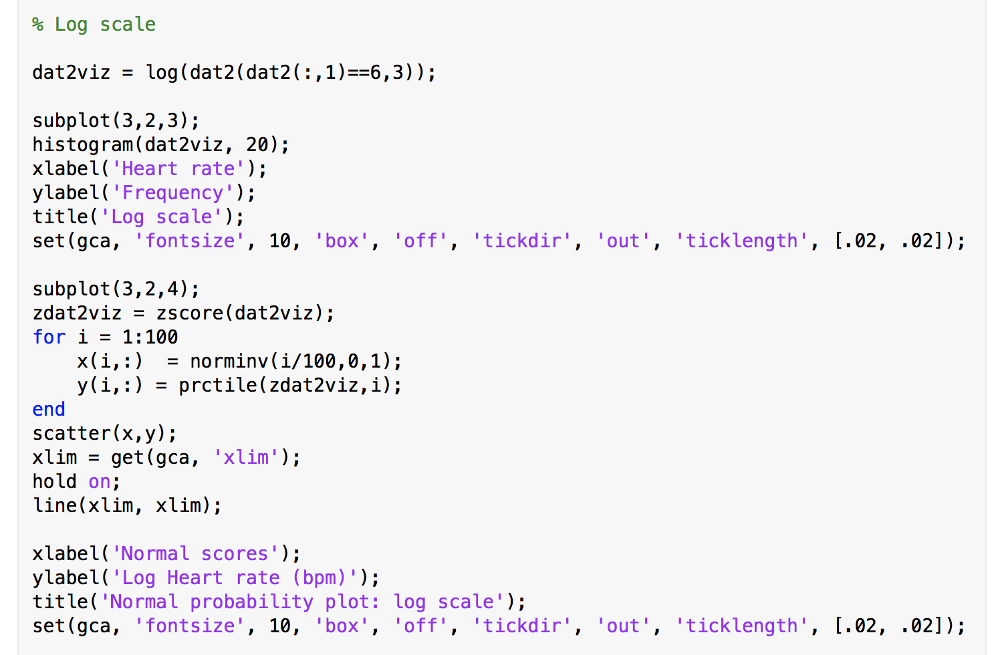 % Log scale
dat2viz = log(dat2(dat2(:,1)==6,3));
subplot(3,2,3);
histogram(dat2viz, 20);
xlabel('Heart rate');
ylabel('Frequency');
title('Log scale');
set(gca, 'fontsize', 10, 'box', 'off', 'tickdir', 'out', 'ticklength', [.02, .02]);
subplot(3,2,4);
zdat2viz = zscore(dat2viz);
for i = 1:100
    x(i,:)  = norminv(i/100,0,1);
    y(i,:) = prctile(zdat2viz,i);
end
scatter(x,y);
xlim = get(gca, 'xlim');
hold on;
line(xlim, xlim);
xlabel('Normal scores');
ylabel('Log Heart rate (bpm)');
title('Normal probability plot: log scale');
set(gca, 'fontsize', 10, 'box', 'off', 'tickdir', 'out', 'ticklength', [.02, .02]);